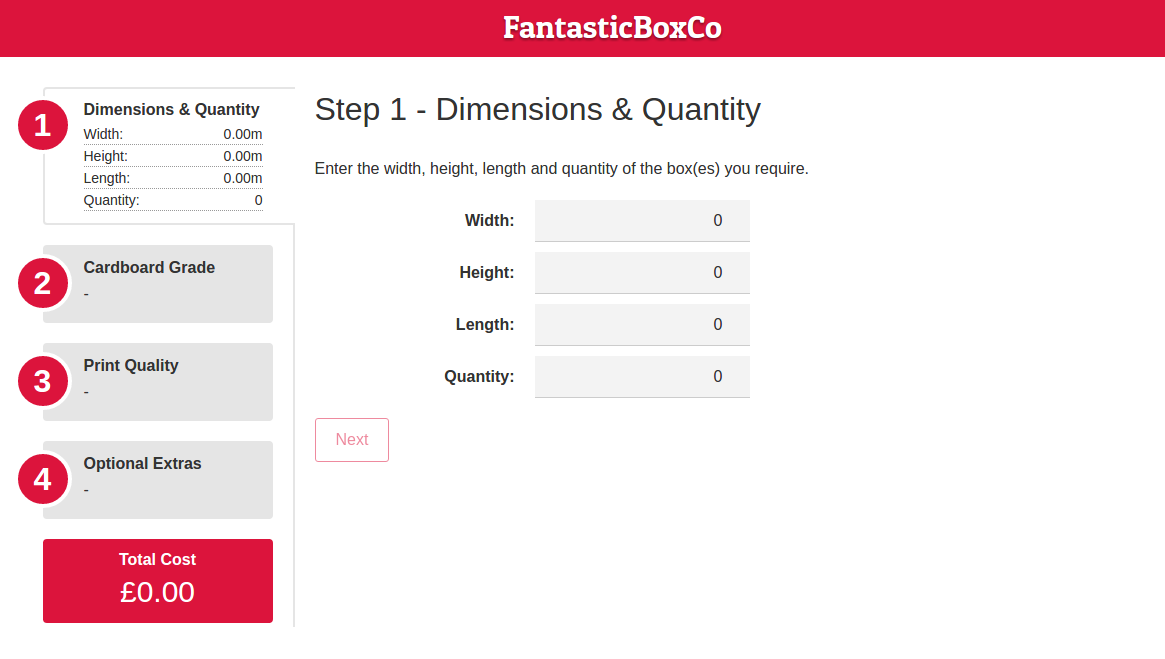 FantasticBoxCo
1
Dimensions & Quantity
Width: 0.00m
Height: 0.00m
Length: 0.00m
Quantity: 0
2
Cardboard Grade
-
3
Print Quality
-
4
Optional Extras
-
Total Cost
£0.00
Step 1 - Dimensions & Quantity
Enter the width, height, length and quantity of the box(es) you require.
Width: 0
Height: 0
Length: 0
Quantity: 0
Next